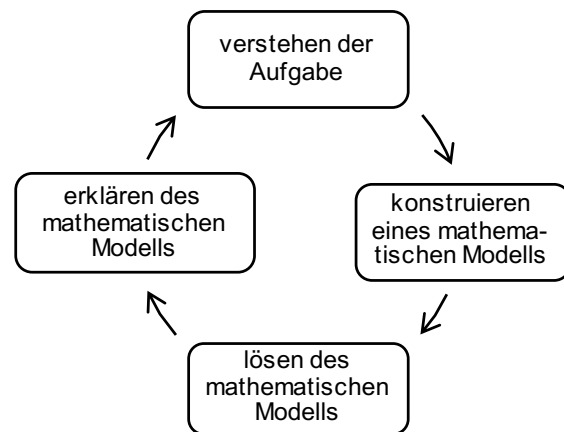 verstehen der
Aufgabe
konstruieren
eines mathema-
tischen Modells
lösen des
mathematischen
Modells
erklären des
mathematischen
Modells